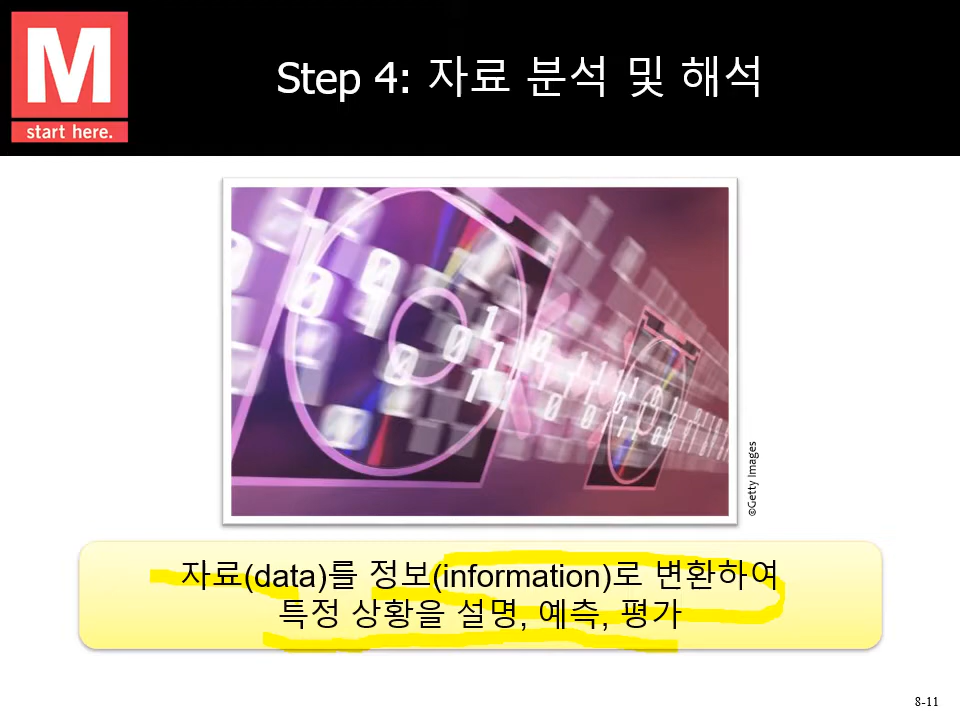 M
start here.
Step 4: 자료 분석 및 해석
©Getty Images
자료(data)를 정보(information)로 변환하여
특정 상황을 설명, 예측, 평가
8-11